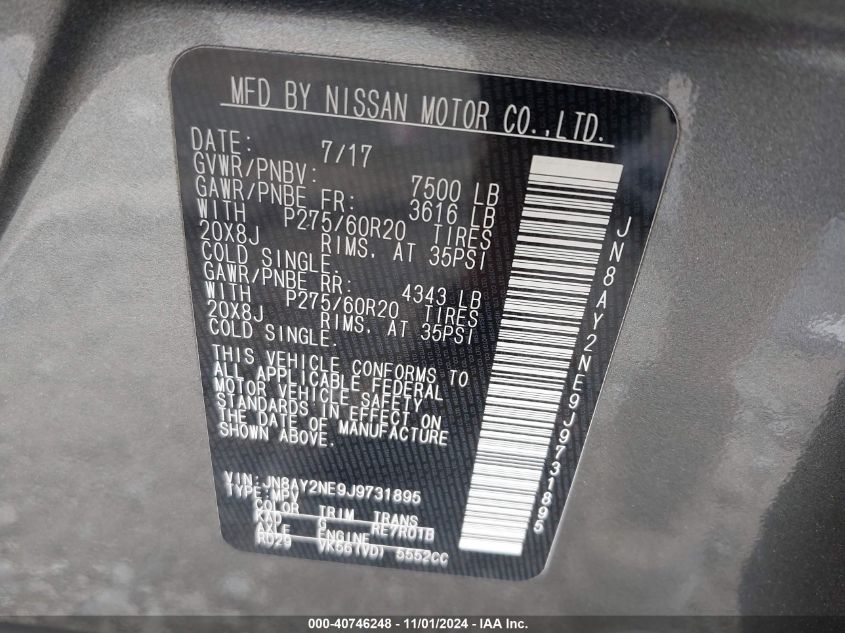 MFD BY NISSAN MOTOR CO.,LTD.
DATE: 7/17
GVWR/PNBV: 7500 LB
GAWR/PNBE FR: 3616 LB
WITH P275/60R20 TIRES
20X8J RIMS. AT 35PSI
COLD SINGLE.
GAWR/PNBE RR: 4343 LB
WITH P275/60R20 TIRES
20X8J RIMS. AT 35PSI
COLD SINGLE.
THIS VEHICLE CONFORMS TO
ALL APPLICABLE FEDERAL
MOTOR VEHICLE SAFETY
STANDARDS IN EFFECT ON
THE DATE OF MANUFACTURE
SHOWN ABOVE.
VIN:JN8AY2NE9J9731895
TYPE:MPV
COLOR TRIM TRANS
KAD G RE7R01B
AXLE ENGINE
RD29 VK56(VD) 5552CC
JN8AY2NE9J9731895
000-40746248 - 11/01/2024 - IAA Inc.